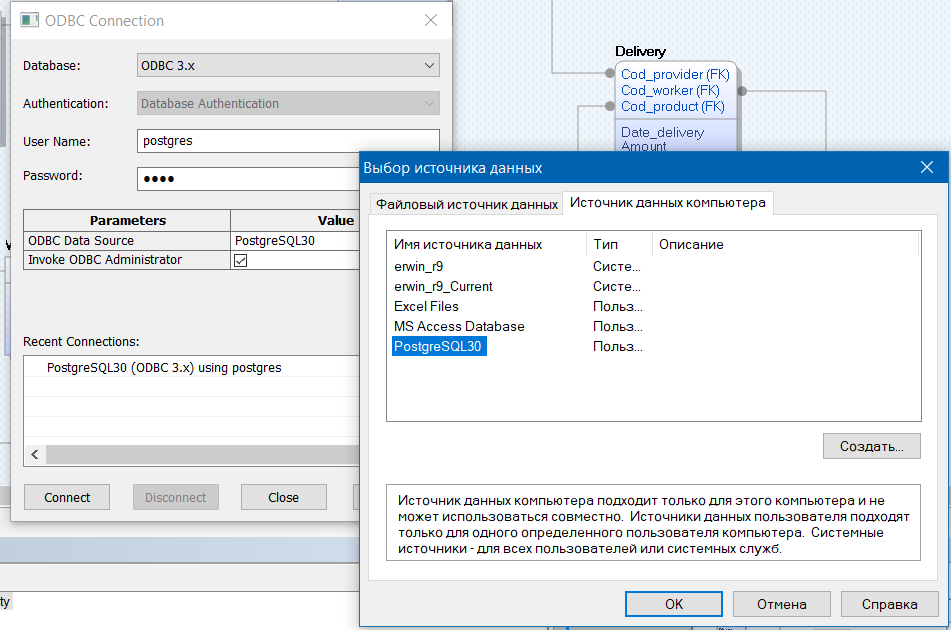 ODBC Connection
Database:
ODBC 3.x
Authentication:
Database Authentication
User Name:
postgres
Password:
Parameters
Value
ODBC Data Source
PostgreSQL30
Invoke ODBC Administrator
Recent Connections:
PostgreSQL30 (ODBC 3.x) using postgres
Connect
Disconnect
Close
Delivery
Cod_provider (FK)
Cod_worker (FK)
Cod_product (FK)
Date_delivery
Amount
Выбор источника данных
Файловый источник данных
Источник данных компьютера
Имя источника данных
Тип
Описание
erwin_r9
Систе...
erwin_r9_Current
Систе...
Excel Files
Польз...
MS Access Database
Польз...
PostgreSQL30
Польз...
Создать...
Источник данных компьютера подходит только для этого компьютера и не
может использоваться совместно. Источники данных пользователя подходят
только для одного определенного пользователя компьютера. Системные
источники - для всех пользователей или системных служб.
OK
Отмена
Справка
ty